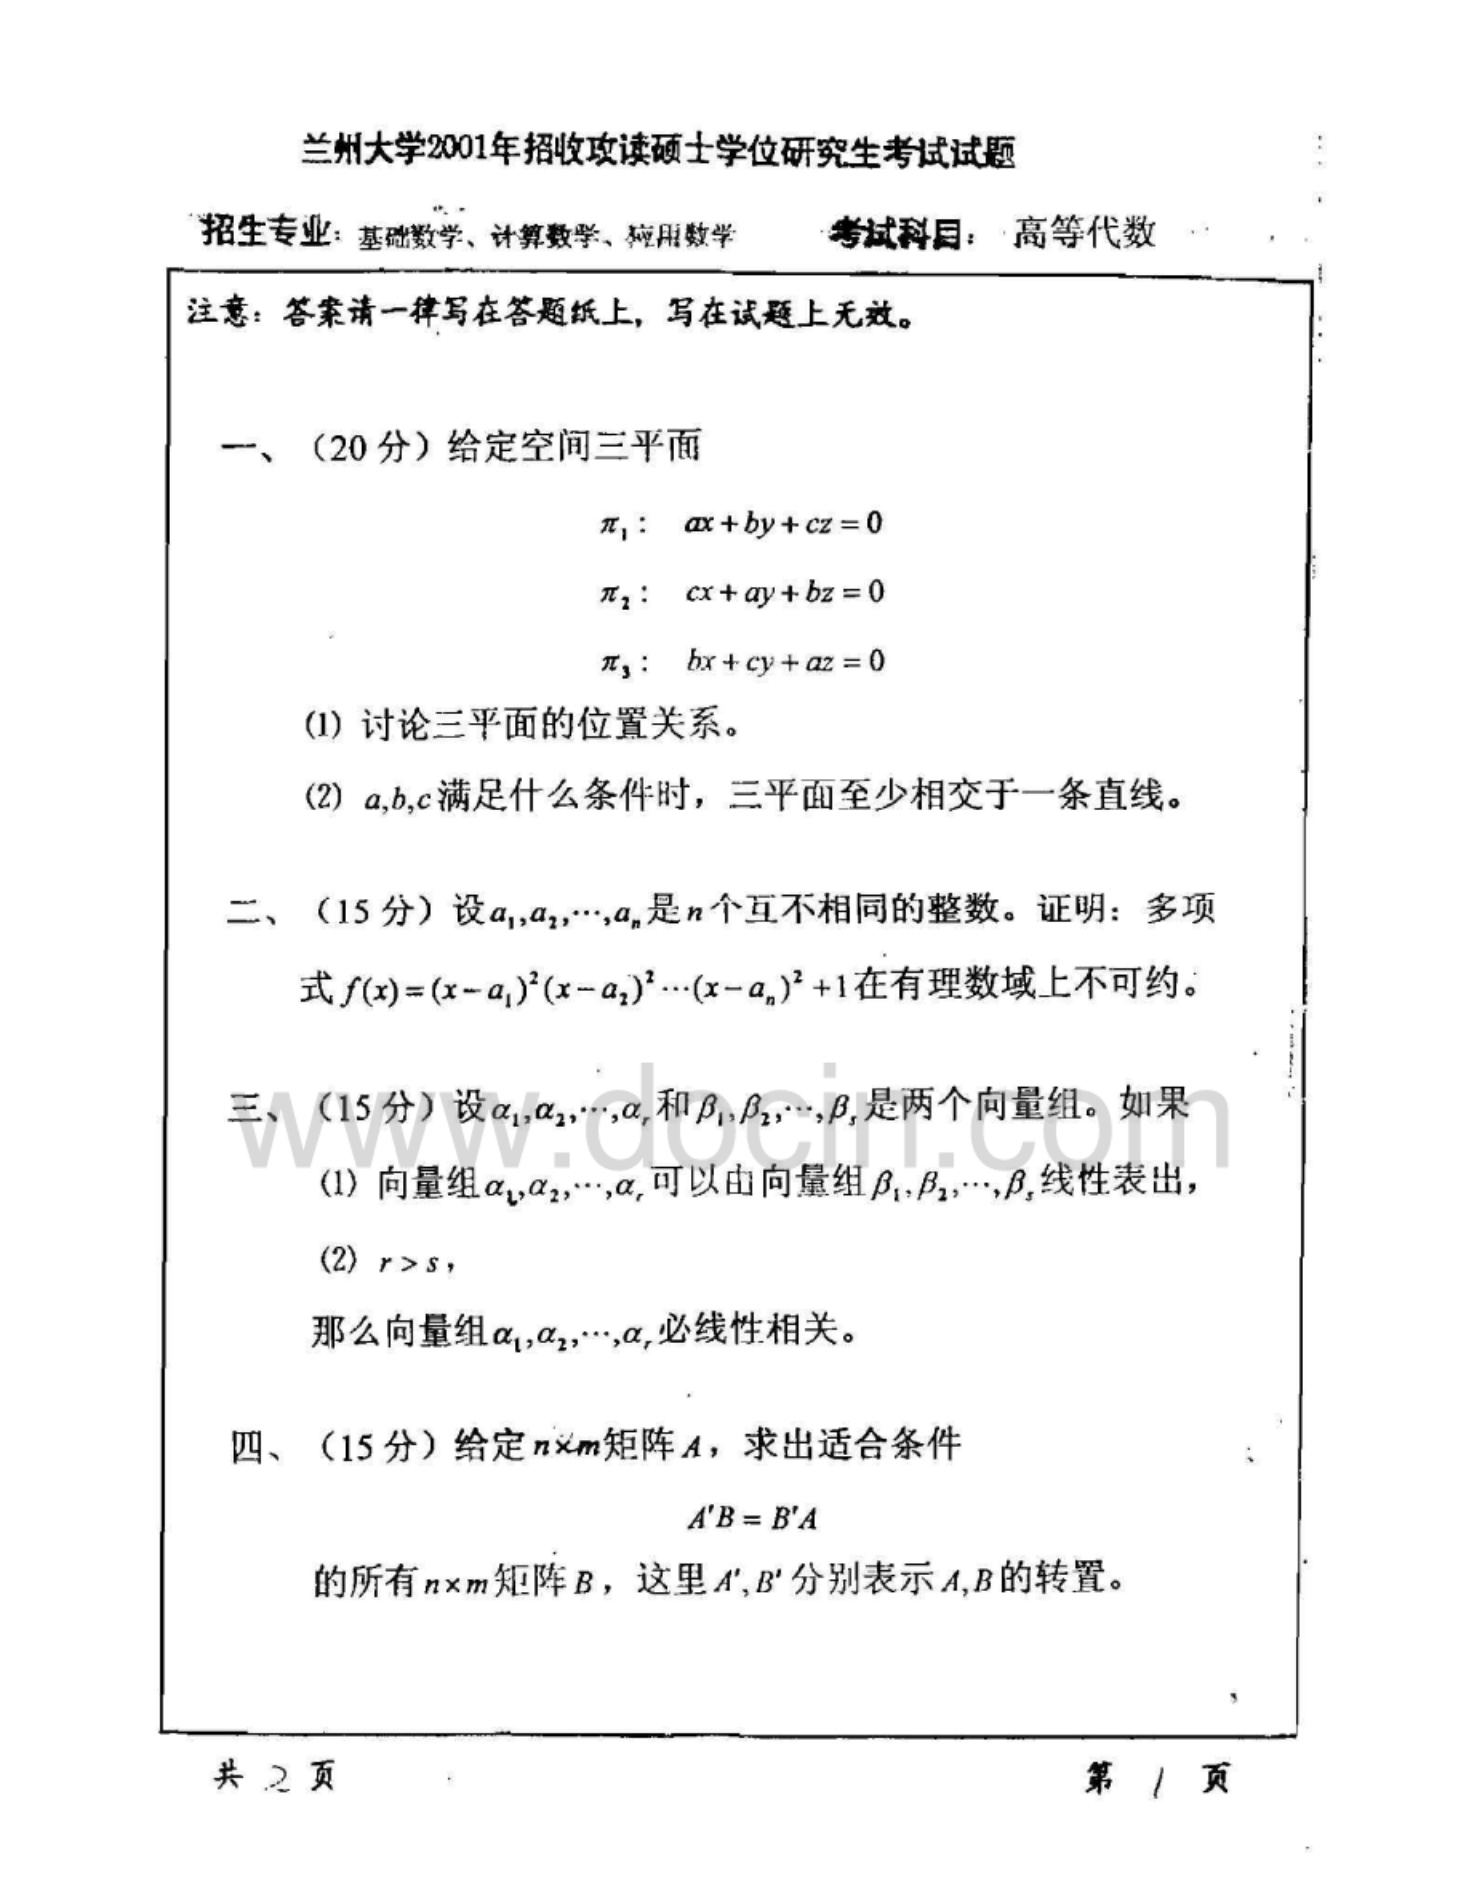 兰州大学2001年招收攻读硕士学位研究生考试试题
招生专业：基础数学、计算数学、应用数学 考试科目： 高等代数
注意：答案请一律写在答题纸上，写在试题上无效。
一、（20 分）给定空间三平面
π₁： ax+by+cz=0
π₂： cx+ay+bz=0
π₃： bx+cy+az=0
(1) 讨论三平面的位置关系。
(2) a,b,c满足什么条件时，三平面至少相交于一条直线。
二、（15 分）设a₁,a₂,⋯,aₙ是n个互不相同的整数。证明：多项
式f(x)=(x−a₁)²(x−a₂)²⋯(x−aₙ)²+1在有理数域上不可约。
三、（15分）设α₁,α₂,⋯,αᵣ和β₁,β₂,⋯,βₛ是两个向量组。如果
(1) 向量组α₁,α₂,⋯,αᵣ可以由向量组β₁,β₂,⋯,βₛ线性表出，
(2) r>s，
那么向量组α₁,α₂,⋯,αᵣ必线性相关。
四、（15分）给定n×m矩阵A，求出适合条件
A'B=B'A
的所有n×m矩阵B，这里A',B'分别表示A,B的转置。
共 2 页 第 1 页
www.docin.com